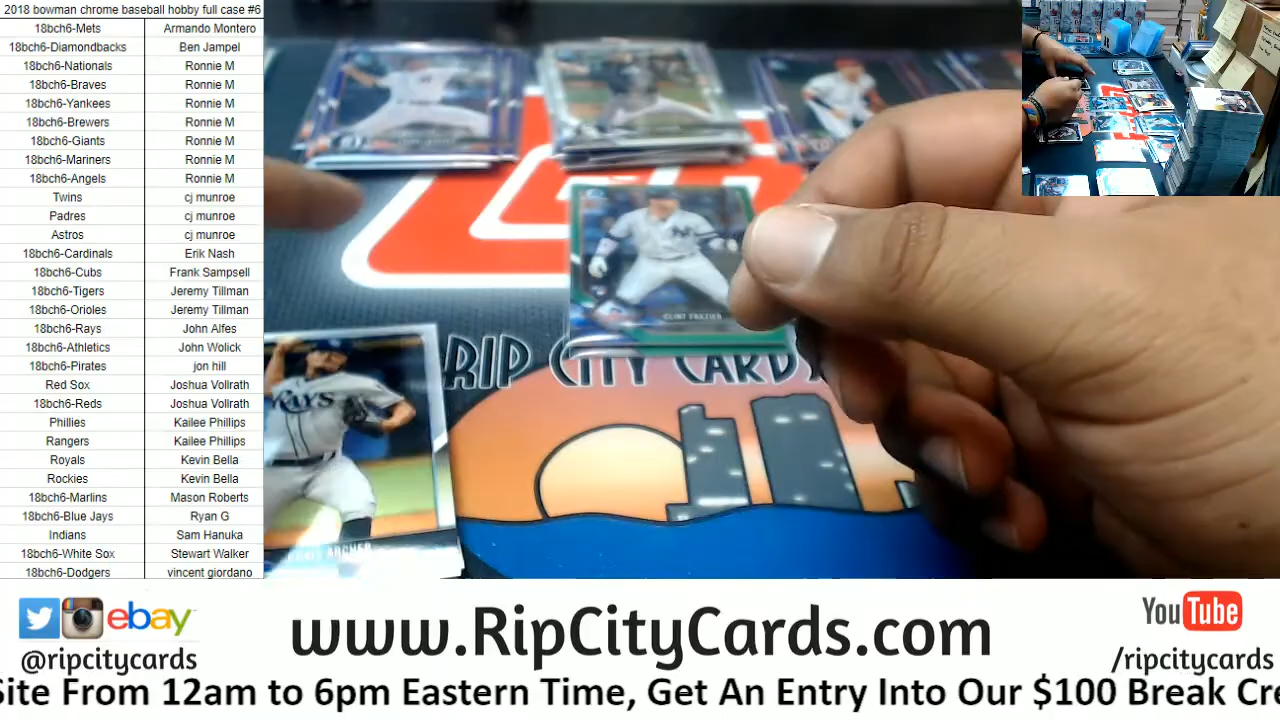 2018 bowman chrome baseball hobby full case #6
18bch6-Mets Armando Montero
18bch6-Diamondbacks Ben Jampel
18bch6-Nationals Ronnie M
18bch6-Braves Ronnie M
18bch6-Yankees Ronnie M
18bch6-Brewers Ronnie M
18bch6-Giants Ronnie M
18bch6-Mariners Ronnie M
18bch6-Angels Ronnie M
Twins cj munroe
Padres cj munroe
Astros cj munroe
18bch6-Cardinals Erik Nash
18bch6-Cubs Frank Sampsell
18bch6-Tigers Jeremy Tillman
18bch6-Orioles Jeremy Tillman
18bch6-Rays John Alfes
18bch6-Athletics John Wolick
18bch6-Pirates jon hill
Red Sox Joshua Vollrath
18bch6-Reds Joshua Vollrath
Phillies Kailee Phillips
Rangers Kailee Phillips
Royals Kevin Bella
Rockies Kevin Bella
18bch6-Marlins Mason Roberts
18bch6-Blue Jays Ryan G
Indians Sam Hanuka
18bch6-White Sox Stewart Walker
18bch6-Dodgers vincent giordano
CLINT FRAZIER
RIP CITY CARDS
RAYS
ARCHER
ebay
@ripcitycards
www.RipCityCards.com
YouTube
/ripcitycards
Site From 12am to 6pm Eastern Time, Get An Entry Into Our $100 Break Cre